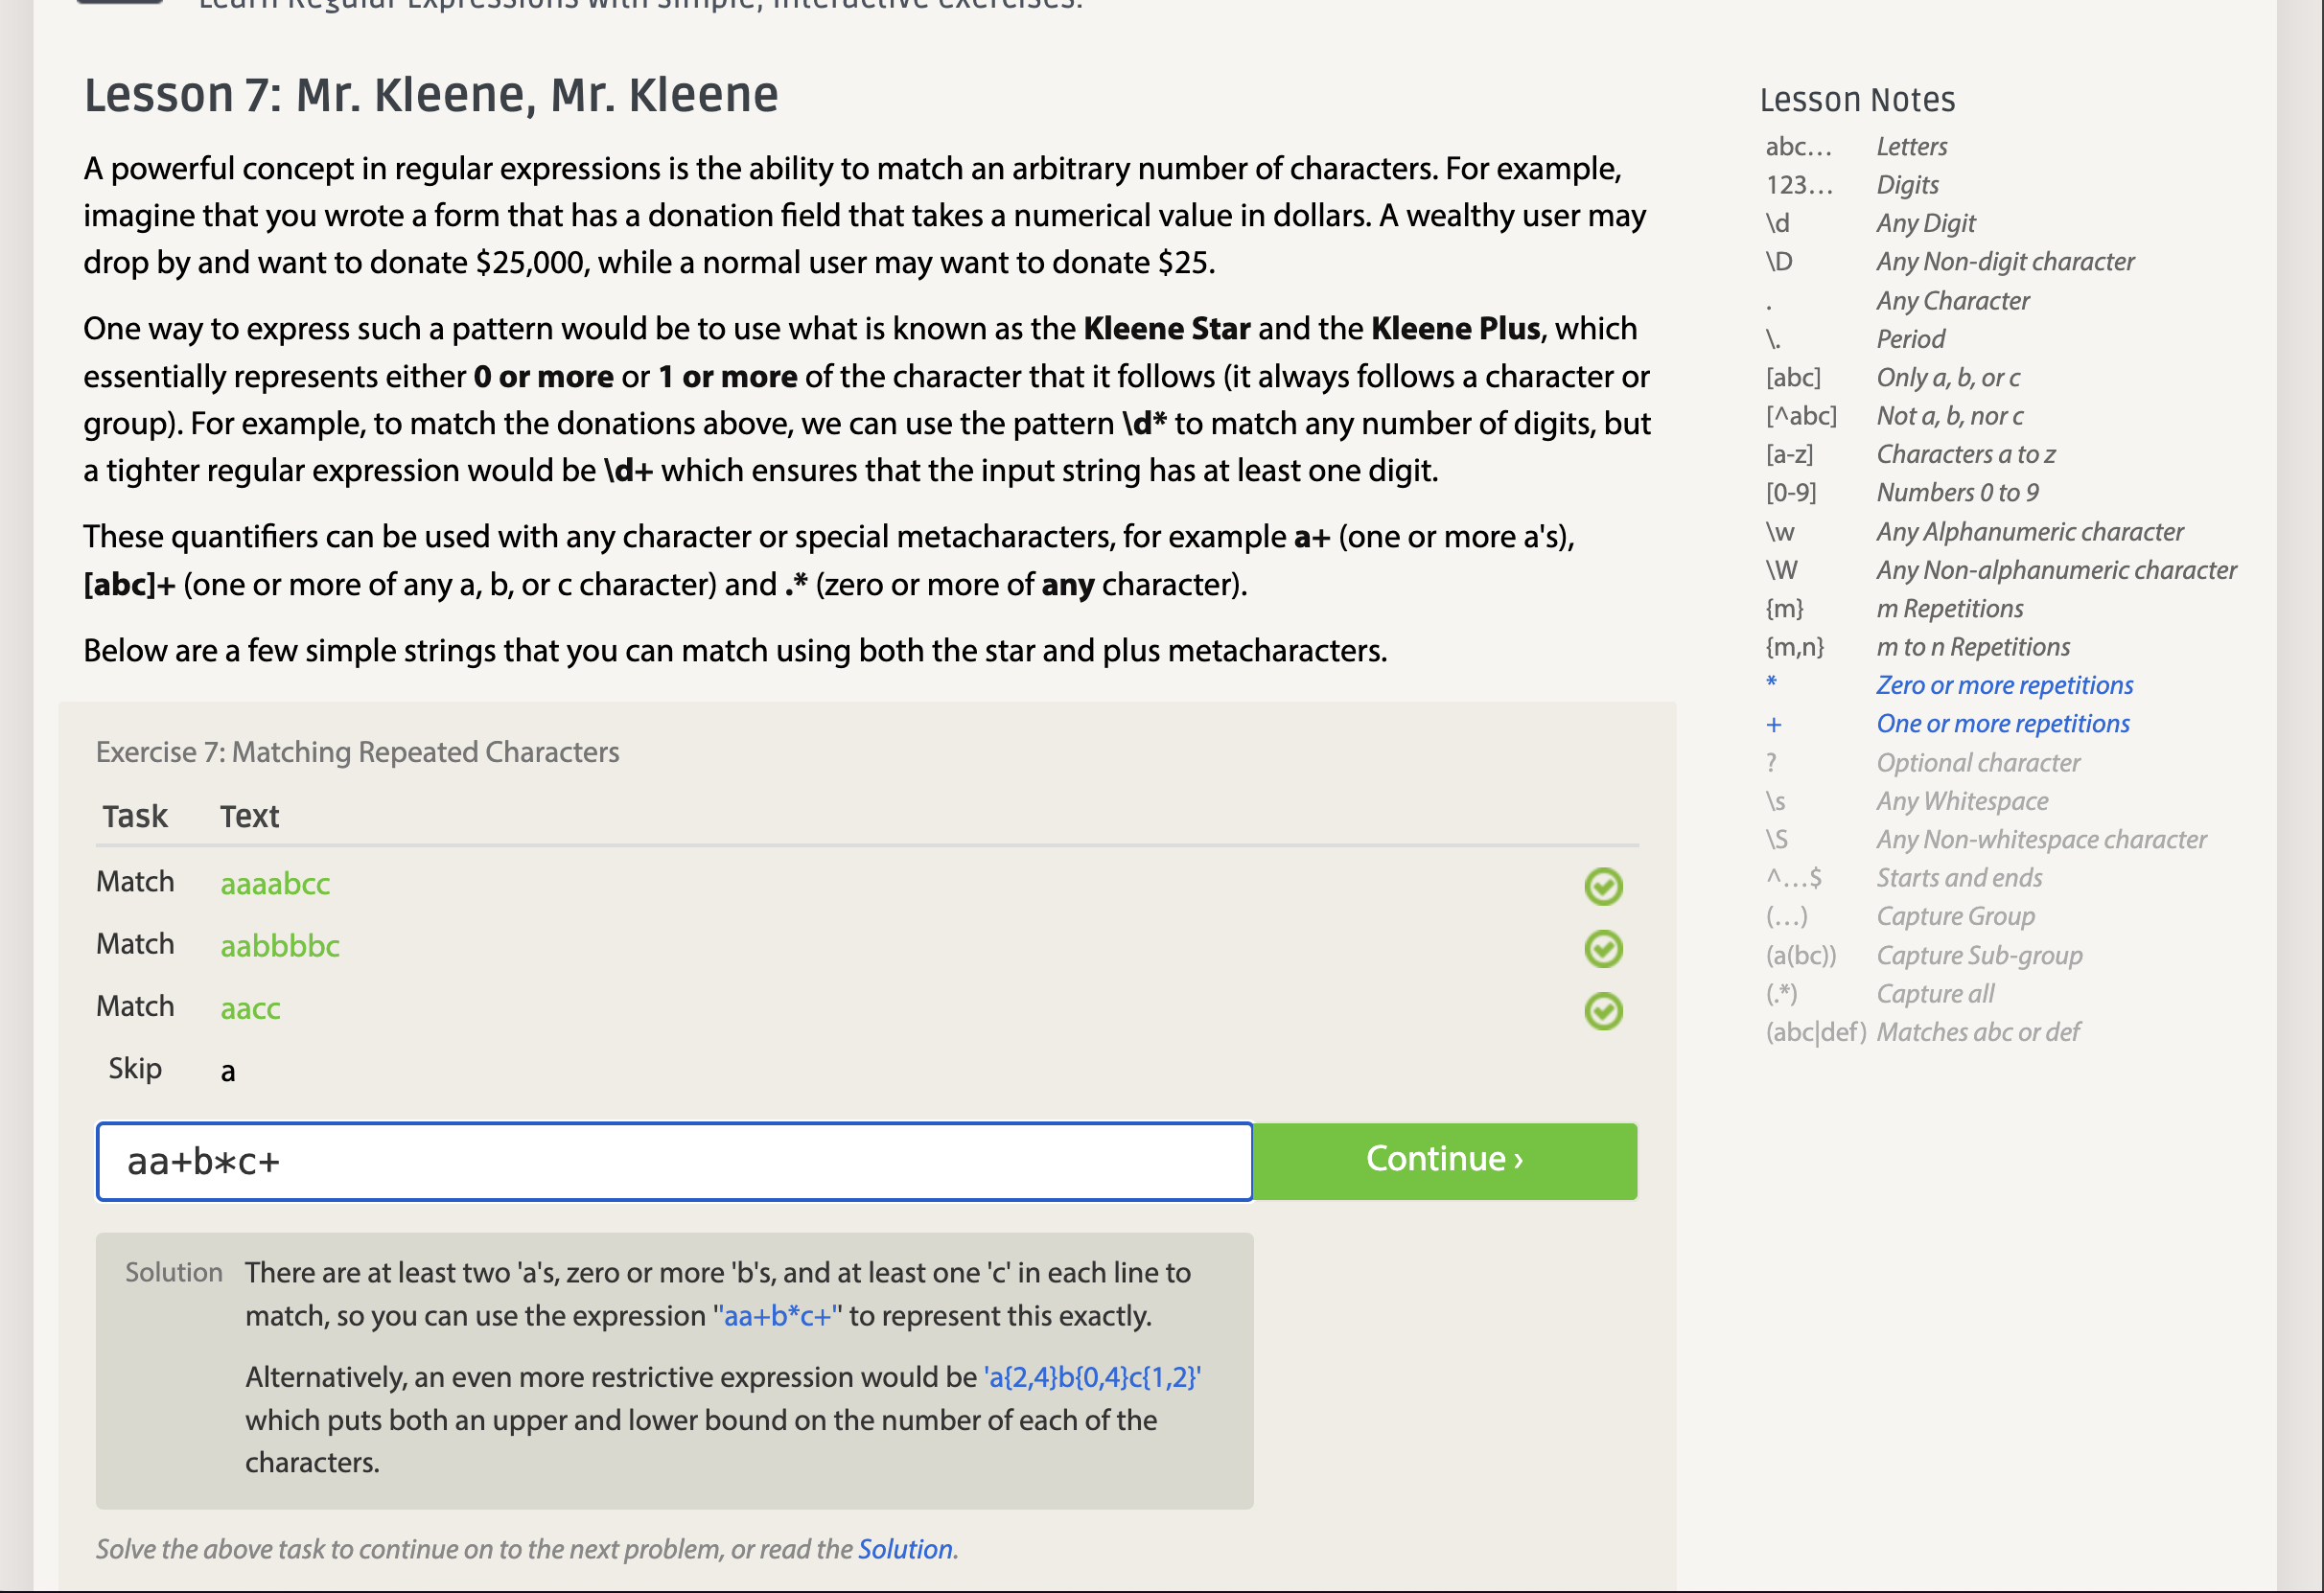 Learn Regular Expressions with simple, interactive exercises.
Lesson 7: Mr. Kleene, Mr. Kleene
A powerful concept in regular expressions is the ability to match an arbitrary number of characters. For example,
imagine that you wrote a form that has a donation field that takes a numerical value in dollars. A wealthy user may
drop by and want to donate $25,000, while a normal user may want to donate $25.
One way to express such a pattern would be to use what is known as the Kleene Star and the Kleene Plus, which
essentially represents either 0 or more or 1 or more of the character that it follows (it always follows a character or
group). For example, to match the donations above, we can use the pattern \d* to match any number of digits, but
a tighter regular expression would be \d+ which ensures that the input string has at least one digit.
These quantifiers can be used with any character or special metacharacters, for example a+ (one or more a's),
[abc]+ (one or more of any a, b, or c character) and .* (zero or more of any character).
Below are a few simple strings that you can match using both the star and plus metacharacters.
Exercise 7: Matching Repeated Characters
Task Text
Match aaaabcc
Match aabbbbc
Match aacc
Skip a
aa+b*c+
Continue ›
Solution There are at least two 'a's, zero or more 'b's, and at least one 'c' in each line to
match, so you can use the expression "aa+b*c+" to represent this exactly.
Alternatively, an even more restrictive expression would be 'a{2,4}b{0,4}c{1,2}'
which puts both an upper and lower bound on the number of each of the
characters.
Solve the above task to continue on to the next problem, or read the Solution.
Lesson Notes
abc… Letters
123… Digits
\d Any Digit
\D Any Non-digit character
. Any Character
\. Period
[abc] Only a, b, or c
[^abc] Not a, b, nor c
[a-z] Characters a to z
[0-9] Numbers 0 to 9
\w Any Alphanumeric character
\W Any Non-alphanumeric character
{m} m Repetitions
{m,n} m to n Repetitions
* Zero or more repetitions
+ One or more repetitions
? Optional character
\s Any Whitespace
\S Any Non-whitespace character
^…$ Starts and ends
(…) Capture Group
(a(bc)) Capture Sub-group
(.*) Capture all
(abc|def) Matches abc or def